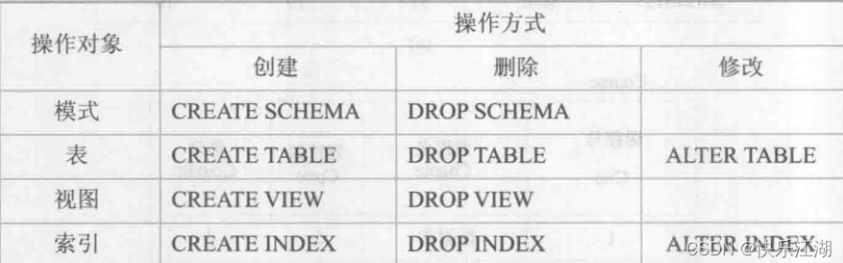 操作对象
操作方式
创建 删除 修改
模式 CREATE SCHEMA DROP SCHEMA
表 CREATE TABLE DROP TABLE ALTER TABLE
视图 CREATE VIEW DROP VIEW
索引 CREATE INDEX DROP INDEX ALTER INDEX
CSDN @快乐江湖